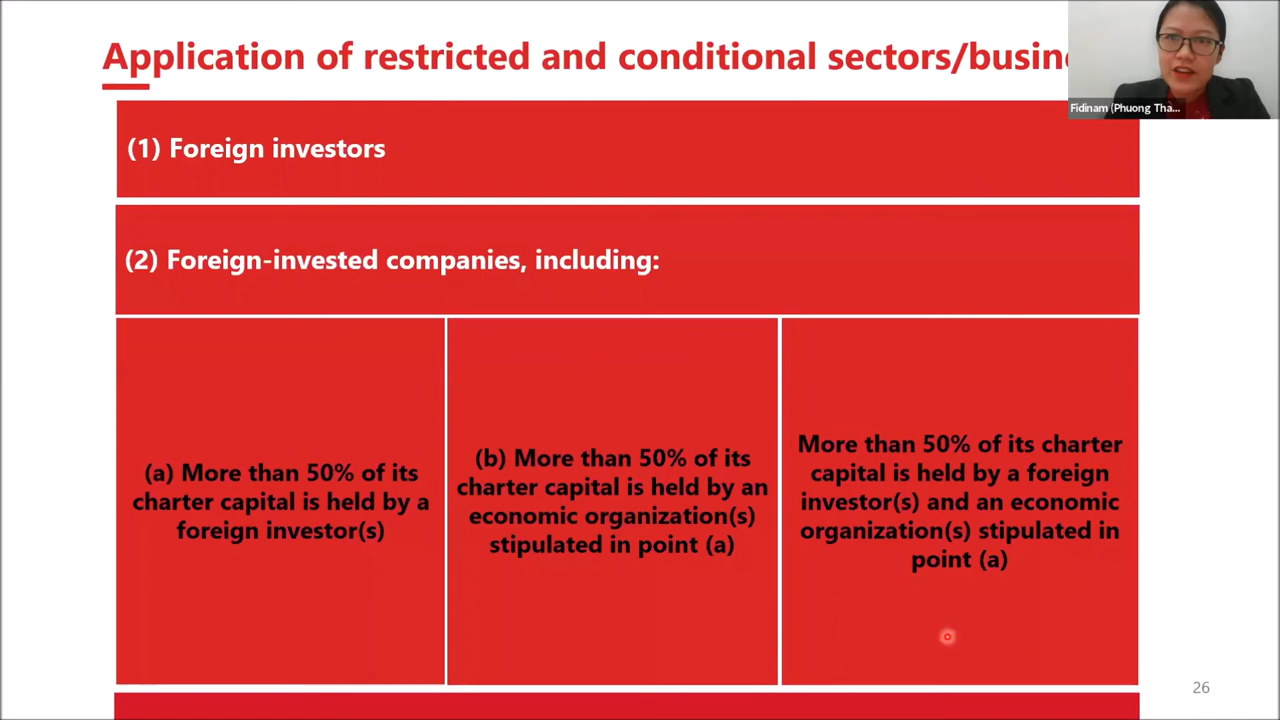 Application of restricted and conditional sectors/busin
Fidinam (Phuong Tha...
(1) Foreign investors
(2) Foreign-invested companies, including:
(a) More than 50% of its
charter capital is held by a
foreign investor(s)
(b) More than 50% of its
charter capital is held by an
economic organization(s)
stipulated in point (a)
More than 50% of its charter
capital is held by a foreign
investor(s) and an economic
organization(s) stipulated in
point (a)
26